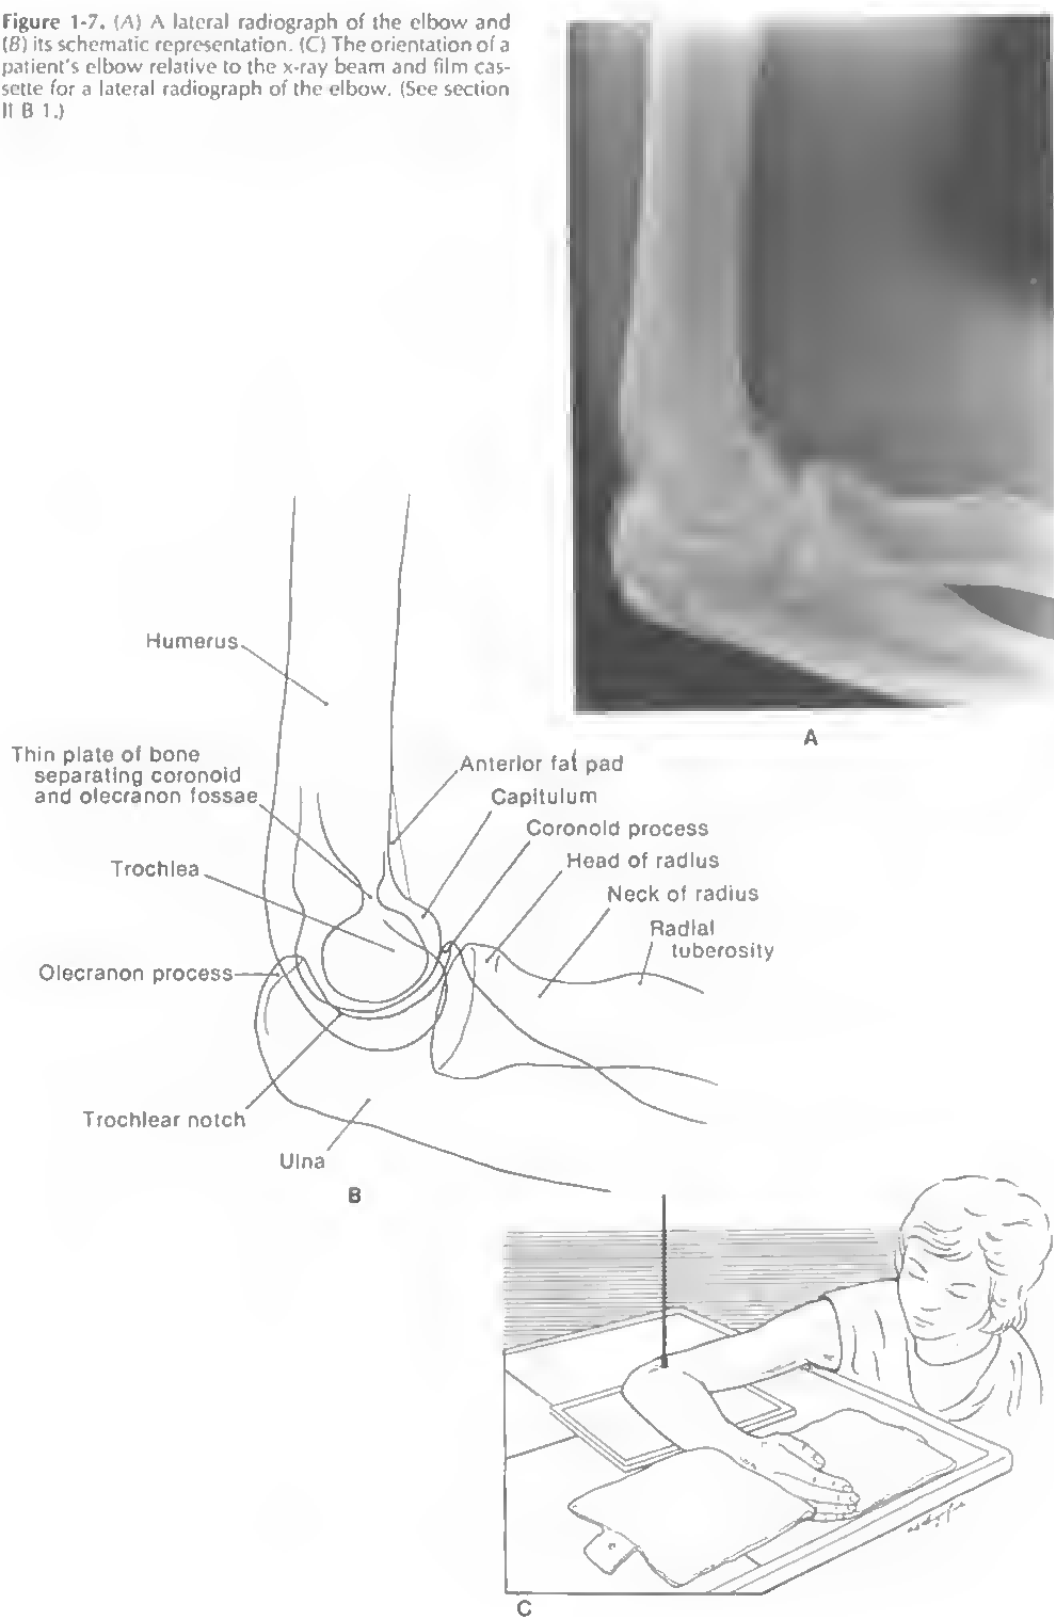 Figure 1-7. (A) A lateral radiograph of the elbow and
(B) its schematic representation. (C) The orientation of a
patient's elbow relative to the x-ray beam and film cas-
sette for a lateral radiograph of the elbow. (See section
II B 1.)
A
Humerus
Thin plate of bone
separating coronoid
and olecranon fossae
Anterior fat pad
Capitulum
Coronoid process
Head of radius
Neck of radius
Radial
tuberosity
Trochlea
Olecranon process
Trochlear notch
Ulna
B
C